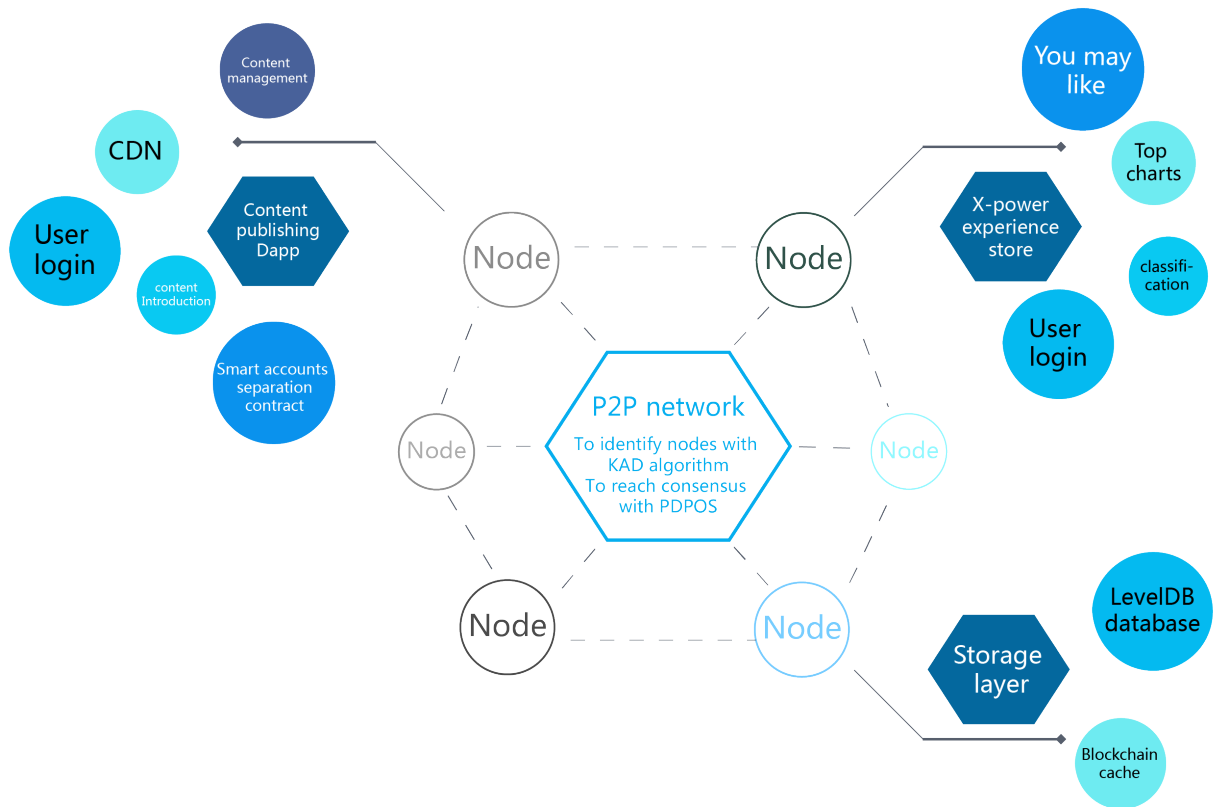 Content
management
CDN
User
login
Content
publishing
Dapp
content
Introduction
Smart accounts
separation
contract
You may
like
Top
charts
X-power
experience
store
classifi-
cation
User
login
Node
Node
Node
P2P network
To identify nodes with
KAD algorithm
To reach consensus
with PDPOS
Node
Node
Node
Storage
layer
LevelDB
database
Blockchain
cache